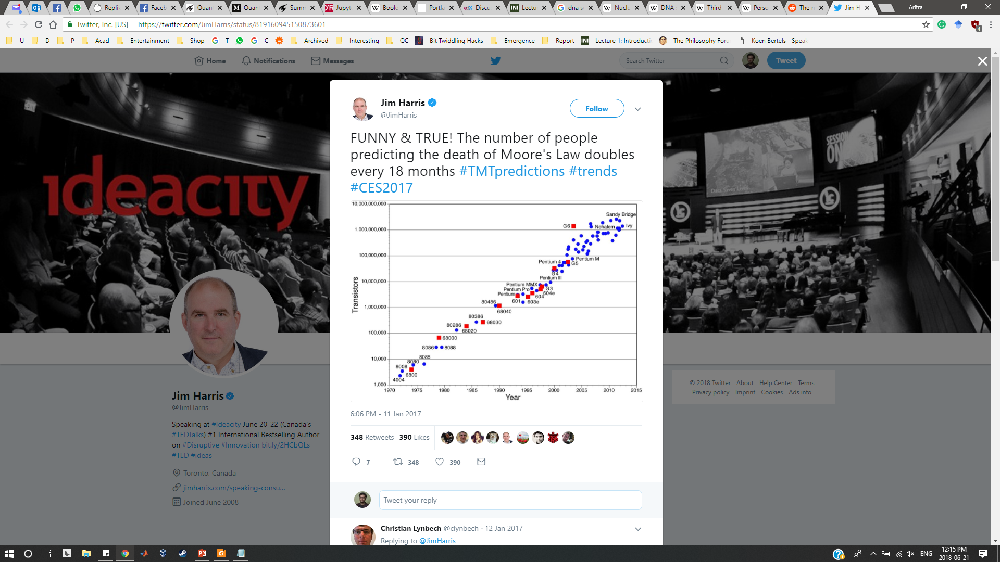 Replik
Faceb
Quan
Quan
Summ
Jupyt
Boole
Portla
Discu
Lectu
dna s
Nucle
DNA
Third
Perso
The n
Jim H
Aritra
Twitter, Inc. [US] https://twitter.com/JimHarris/status/819160945150873601
U D P Acad Entertainment Shop T C Archived Interesting QC Bit Twiddling Hacks Emergence Report Lecture 1: Introducti The Philosophy Foru Koen Bertels - Speak
Home Notifications Messages Search Twitter Tweet
ideacity
SESSION
ON
Data Saves Lives
Jim Harris
@JimHarris
Follow
FUNNY & TRUE! The number of people
predicting the death of Moore's Law doubles
every 18 months #TMTpredictions #trends
#CES2017
10,000,000,000
1,000,000,000
100,000,000
10,000,000
1,000,000
100,000
10,000
1,000
Transistors
Sandy Bridge
G6
Nehalem
Ivy
Pentium 4
Pentium M
G5
G4
Pentium III
Pentium MMX
Pentium Pro
G3
Pentium
604e
604
601
603e
80486
68040
80386
80286
68030
68020
68000
8086
8088
8085
8080
8008
6800
4004
1970 1975 1980 1985 1990 1995 2000 2005 2010 2015
Year
6:06 PM - 11 Jan 2017
348 Retweets 390 Likes
7 348 390
Tweet your reply
Christian Lynbech @clynbech · 12 Jan 2017
Replying to @JimHarris
Jim Harris
@JimHarris
Speaking at #Ideacity June 20-22 (Canada's
#TEDTalks) #1 International Bestselling Author
on #Disruptive #Innovation bit.ly/2HCbQLs
#TED #ideas
Toronto, Canada
jimharris.com/speaking-consu...
Joined June 2008
© 2018 Twitter About Help Center Terms
Privacy policy Imprint Cookies Ads info
ENG
12:15 PM
2018-06-21